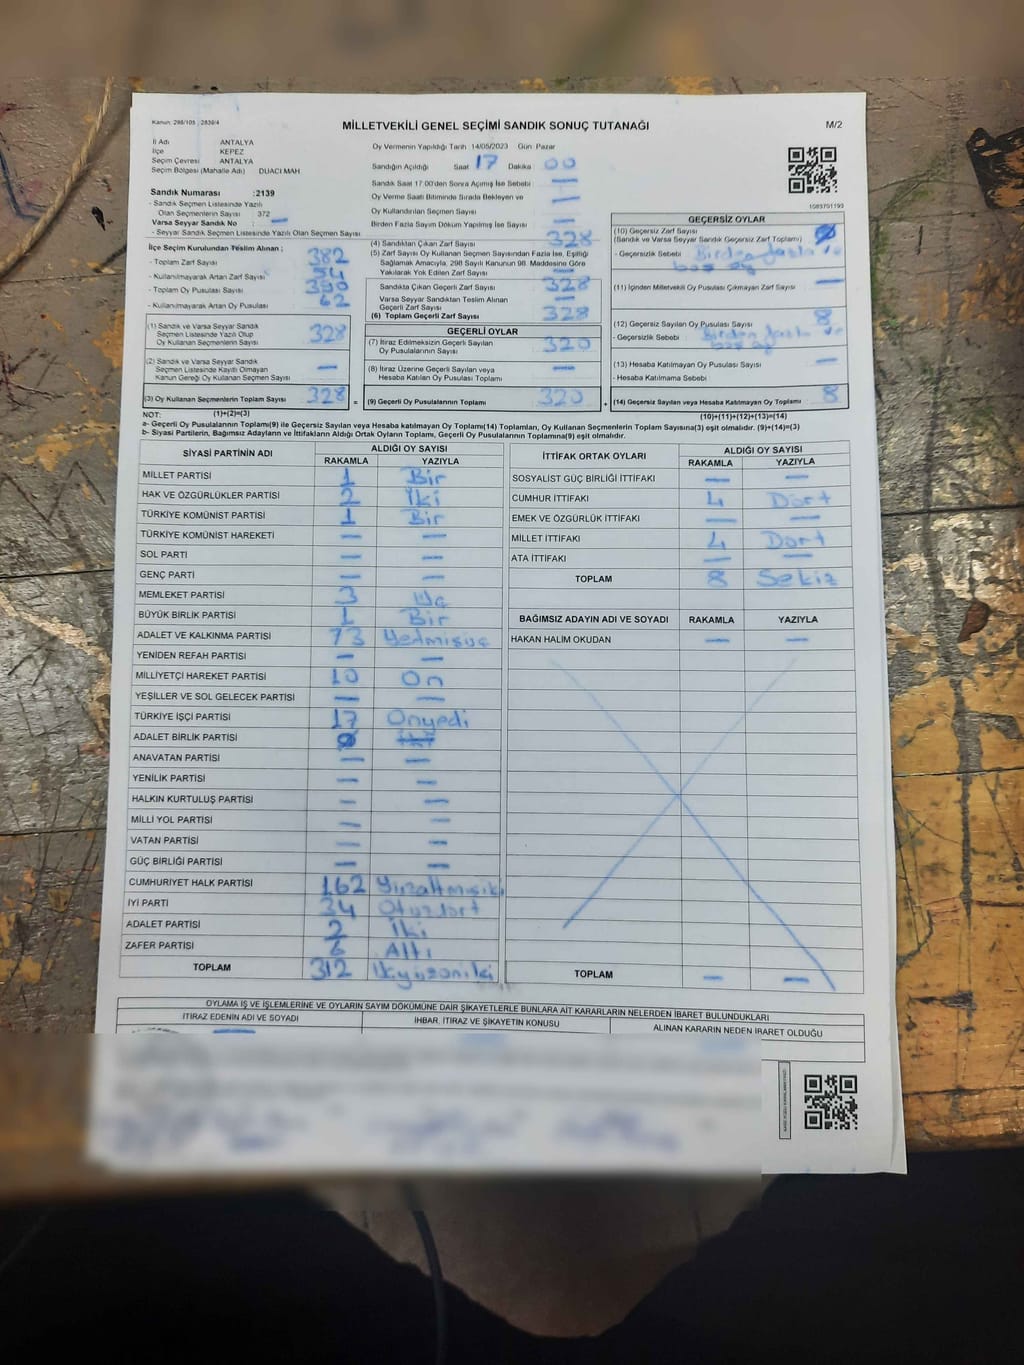 Kanun: 298/105 , 2839/4
MİLLETVEKİLİ GENEL SEÇİMİ SANDIK SONUÇ TUTANAĞI
M/2
İl Adı ANTALYA
İlçe KEPEZ
Seçim Çevresi ANTALYA
Seçim Bölgesi (Mahalle Adı) DUACI MAH
Sandık Numarası :2139
- Sandık Seçmen Listesinde Yazılı
Olan Seçmenlerin Sayısı : 372
Varsa Seyyar Sandık No —
- Seyyar Sandık Seçmen Listesinde Yazılı Olan Seçmen Sayısı
Oy Vermenin Yapıldığı Tarih 14/05/2023 Gün Pazar
Sandığın Açıldığı Saat 17 Dakika 00
Sandık Saat 17:00'den Sonra Açılmış İse Sebebi —
Oy Verme Saati Bitiminde Sırada Bekleyen ve
Oy Kullandırılan Seçmen Sayısı —
Birden Fazla Sayım Döküm Yapılmış İse Sayısı —
1083701193
İlçe Seçim Kurulundan Teslim Alınan ;
- Toplam Zarf Sayısı 382
- Kullanılmayarak Artan Zarf Sayısı 54
- Toplam Oy Pusulası Sayısı 390
- Kullanılmayarak Artan Oy Pusulası 62
(1) Sandık ve Varsa Seyyar Sandık
Seçmen Listesinde Yazılı Olup
Oy Kullanan Seçmenlerin Sayısı 328
(2) Sandık ve Varsa Seyyar Sandık
Seçmen Listesinde Kayıtlı Olmayan
Kanun Gereği Oy Kullanan Seçmen Sayısı —
(3) Oy Kullanan Seçmenlerin Toplam Sayısı 328 =
(4) Sandıktan Çıkan Zarf Sayısı 328
(5) Zarf Sayısı Oy Kullanan Seçmen Sayısından Fazla İse, Eşitliği
Sağlamak Amacıyla, 298 Sayılı Kanunun 98. Maddesine Göre
Yakılarak Yok Edilen Zarf Sayısı —
Sandıkta Çıkan Geçerli Zarf Sayısı 328
Varsa Seyyar Sandıktan Teslim Alınan
Geçerli Zarf Sayısı —
(6) Toplam Geçerli Zarf Sayısı 328
GEÇERLİ OYLAR
(7) İtiraz Edilmeksizin Geçerli Sayılan
Oy Pusulalarının Sayısı 320
(8) İtiraz Üzerine Geçerli Sayılan veya
Hesaba Katılan Oy Pusulası Toplamı —
(9) Geçerli Oy Pusulalarının Toplamı 320 +
GEÇERSİZ OYLAR
(10) Geçersiz Zarf Sayısı
(Sandık ve Varsa Seyyar Sandık Geçersiz Zarf Toplamı)
- Geçersizlik Sebebi Birden fazla ve
boş oy
(11) İçinden Milletvekili Oy Pusulası Çıkmayan Zarf Sayısı —
(12) Geçersiz Sayılan Oy Pusulası Sayısı 8
- Geçersizlik Sebebi Birden fazla ve
boş oy
(13) Hesaba Katılmayan Oy Pusulası Sayısı —
- Hesaba Katılmama Sebebi
(14) Geçersiz Sayılan veya Hesaba Katılmayan Oy Toplamı 8
NOT: (1)+(2)=(3)
(10)+(11)+(12)+(13)=(14)
a- Geçerli Oy Pusulaları Toplamı(9) ile Geçersiz Sayılan veya Hesaba katılmayan Oy Toplamı(14) Toplamları, Oy Kullanan Seçmenlerin Toplam Sayısına(3) eşit olmalıdır. (9)+(14)=(3)
b- Siyasi Partilerin, Bağımsız Adayların ve İttifakların Aldığı Ortak Oyların Toplamı, Geçerli Oy Pusulalarının Toplamına(9) eşit olmalıdır.
SİYASİ PARTİNİN ADI ALDIĞI OY SAYISI
RAKAMLA YAZIYLA
MİLLET PARTİSİ 1 Bir
HAK VE ÖZGÜRLÜKLER PARTİSİ 2 İki
TÜRKİYE KOMÜNİST PARTİSİ 1 Bir
TÜRKİYE KOMÜNİST HAREKETİ — —
SOL PARTİ — —
GENÇ PARTİ — —
MEMLEKET PARTİSİ 3 Üç
BÜYÜK BİRLİK PARTİSİ 1 Bir
ADALET VE KALKINMA PARTİSİ 73 Yetmişüç
YENİDEN REFAH PARTİSİ — —
MİLLİYETÇİ HAREKET PARTİSİ 10 On
YEŞİLLER VE SOL GELECEK PARTİSİ — —
TÜRKİYE İŞÇİ PARTİSİ 17 Onyedi
ADALET BİRLİK PARTİSİ
ANAVATAN PARTİSİ — —
YENİLİK PARTİSİ — —
HALKIN KURTULUŞ PARTİSİ — —
MİLLİ YOL PARTİSİ — —
VATAN PARTİSİ — —
GÜÇ BİRLİĞİ PARTİSİ — —
CUMHURİYET HALK PARTİSİ 162 Yüzaltmışiki
İYİ PARTİ 34 Otuzdört
ADALET PARTİSİ 2 İki
ZAFER PARTİSİ 6 Altı
TOPLAM 312 Üçyüzoniki
İTTİFAK ORTAK OYLARI ALDIĞI OY SAYISI
RAKAMLA YAZIYLA
SOSYALİST GÜÇ BİRLİĞİ İTTİFAKI — —
CUMHUR İTTİFAKI 4 Dört
EMEK VE ÖZGÜRLÜK İTTİFAKI — —
MİLLET İTTİFAKI 4 Dört
ATA İTTİFAKI — —
TOPLAM 8 Sekiz
BAĞIMSIZ ADAYIN ADI VE SOYADI RAKAMLA YAZIYLA
HAKAN HALİM OKUDAN — —
TOPLAM — —
OYLAMA İŞ VE İŞLEMLERİNE VE OYLARIN SAYIM DÖKÜMÜNE DAİR ŞİKAYETLERLE BUNLARA AİT KARARLARIN NELERDEN İBARET BULUNDUKLARI
İTİRAZ EDENİN ADI VE SOYADI İHBAR, İTİRAZ VE ŞİKAYETİN KONUSU ALINAN KARARIN NEDEN İBARET OLDUĞU